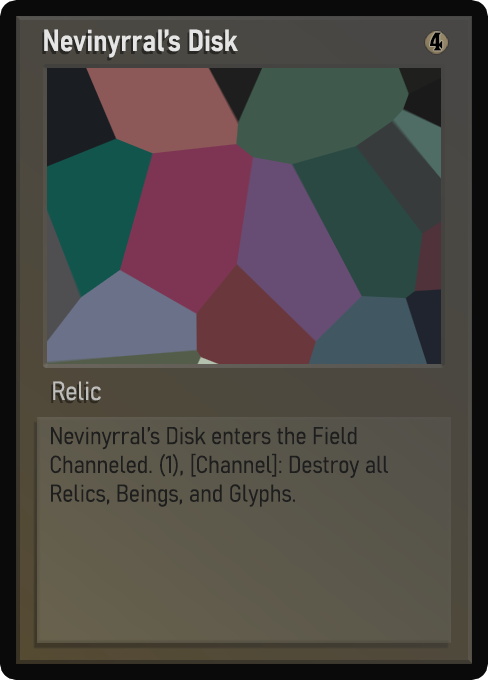 Nevinyrral's Disk
4
Relic
Nevinyrral's Disk enters the Field
Channeled. (1), [Channel]: Destroy all
Relics, Beings, and Glyphs.